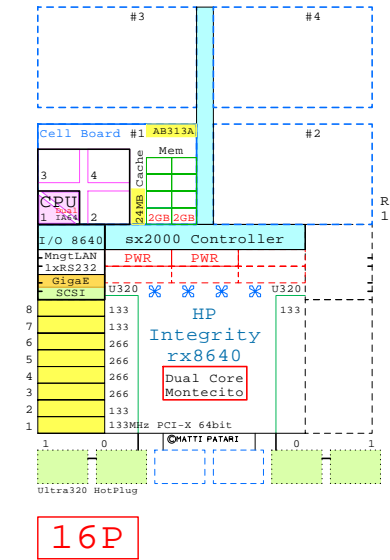 #3 #4
Cell Board #1 AB313A #2
Mem
24MB Cache
3 4
CPU
Dual
1 IA64 2
2GB 2GB
R
1
I/O 8640 sx2000 Controller
MngtLAN PWR PWR
1xRS232
GigaE
SCSI U320 U320
8 133 HP 133
7 133 Integrity
6 266 rx8640
5 266
4 266 Dual Core
3 266 Montecito
2 133
1 133MHz PCI-X 64bit
©MATTI PATARI
1 0 0 1
Ultra320 HotPlug
16P